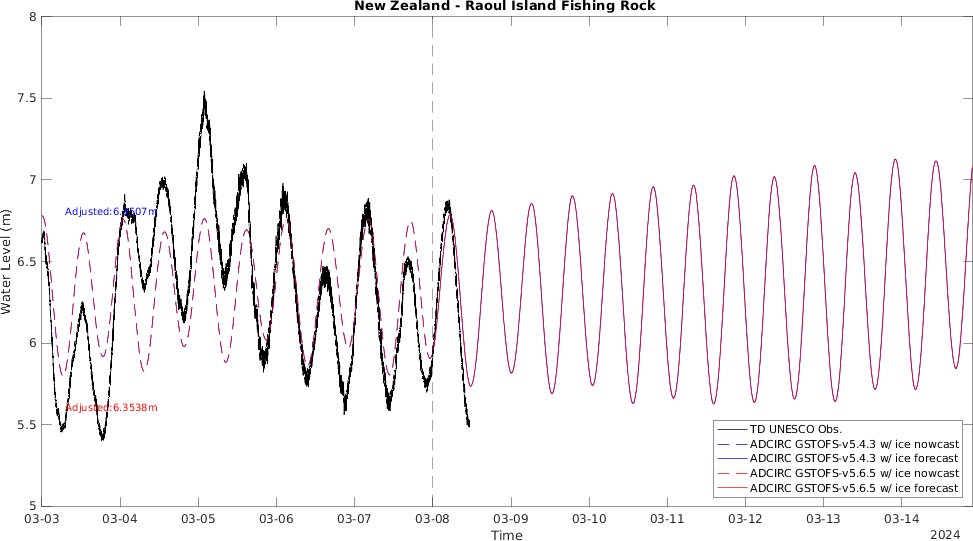 New Zealand - Raoul Island Fishing Rock
8
7.5
7
6.5
6
5.5
5
Water Level (m)
Adjusted:6.3538m
TD UNESCO Obs.
ADCIRC GSTOFS-v5.4.3 w/ ice nowcast
ADCIRC GSTOFS-v5.4.3 w/ ice forecast
ADCIRC GSTOFS-v5.6.5 w/ ice nowcast
ADCIRC GSTOFS-v5.6.5 w/ ice forecast
03-03 03-04 03-05 03-06 03-07 03-08 03-09 03-10 03-11 03-12 03-13 03-14
Time
2024